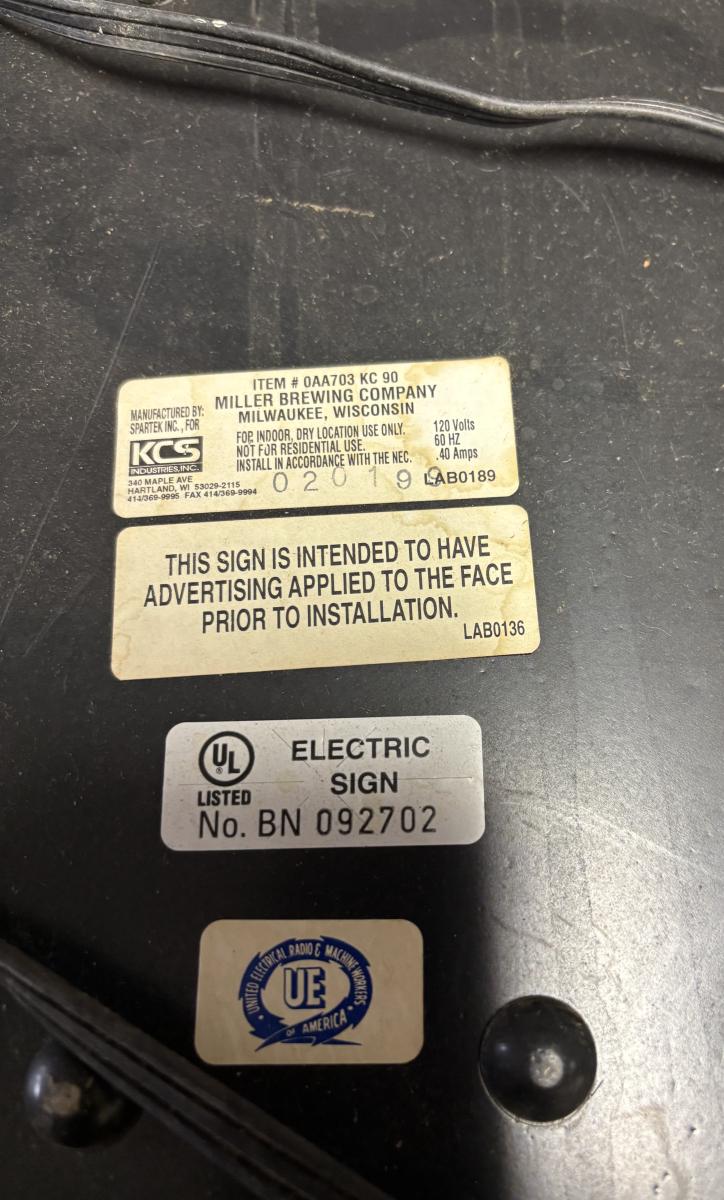 ITEM # 0AA703 KC 90
MILLER BREWING COMPANY
MILWAUKEE, WISCONSIN
MANUFACTURED BY:
SPARTEK INC., FOR
KCS
INDUSTRIES, INC.
340 MAPLE AVE
HARTLAND, WI 53029-2115
414/369-9995 FAX 414/369-9994
FOR INDOOR, DRY LOCATION USE ONLY.
NOT FOR RESIDENTIAL USE.
INSTALL IN ACCORDANCE WITH THE NEC.
120 Volts
60 HZ
.40 Amps
020199
LAB0189
THIS SIGN IS INTENDED TO HAVE
ADVERTISING APPLIED TO THE FACE
PRIOR TO INSTALLATION.
LAB0136
UL
®
LISTED
ELECTRIC
SIGN
No. BN 092702
UNITED ELECTRICAL RADIO & MACHINE WORKERS
UE
OF AMERICA